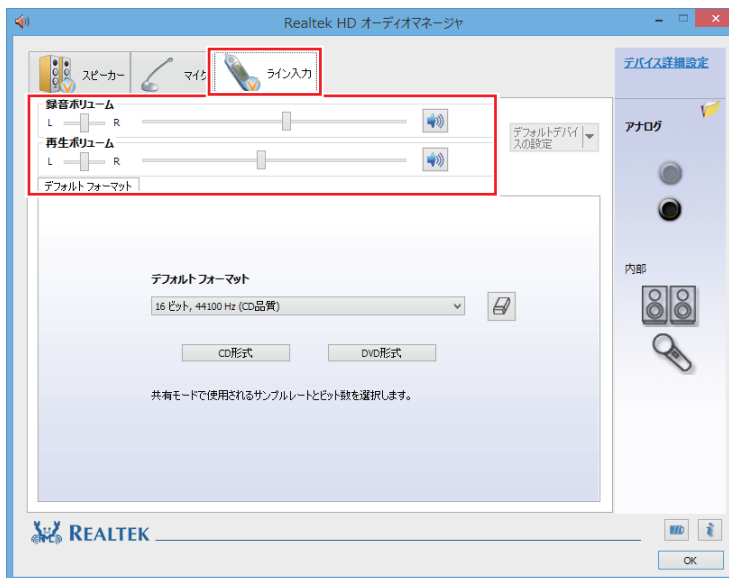 Realtek HD オーディオマネージャ
スピーカー
マイク
ライン入力
デバイス詳細設定
録音ボリューム
L R
再生ボリューム
L R
デフォルトデバイ
スの設定
アナログ
デフォルト フォーマット
デフォルト フォーマット
16 ビット, 44100 Hz (CD品質)
CD形式
DVD形式
共有モードで使用されるサンプルレートとビット数を選択します。
内部
REALTEK
OK